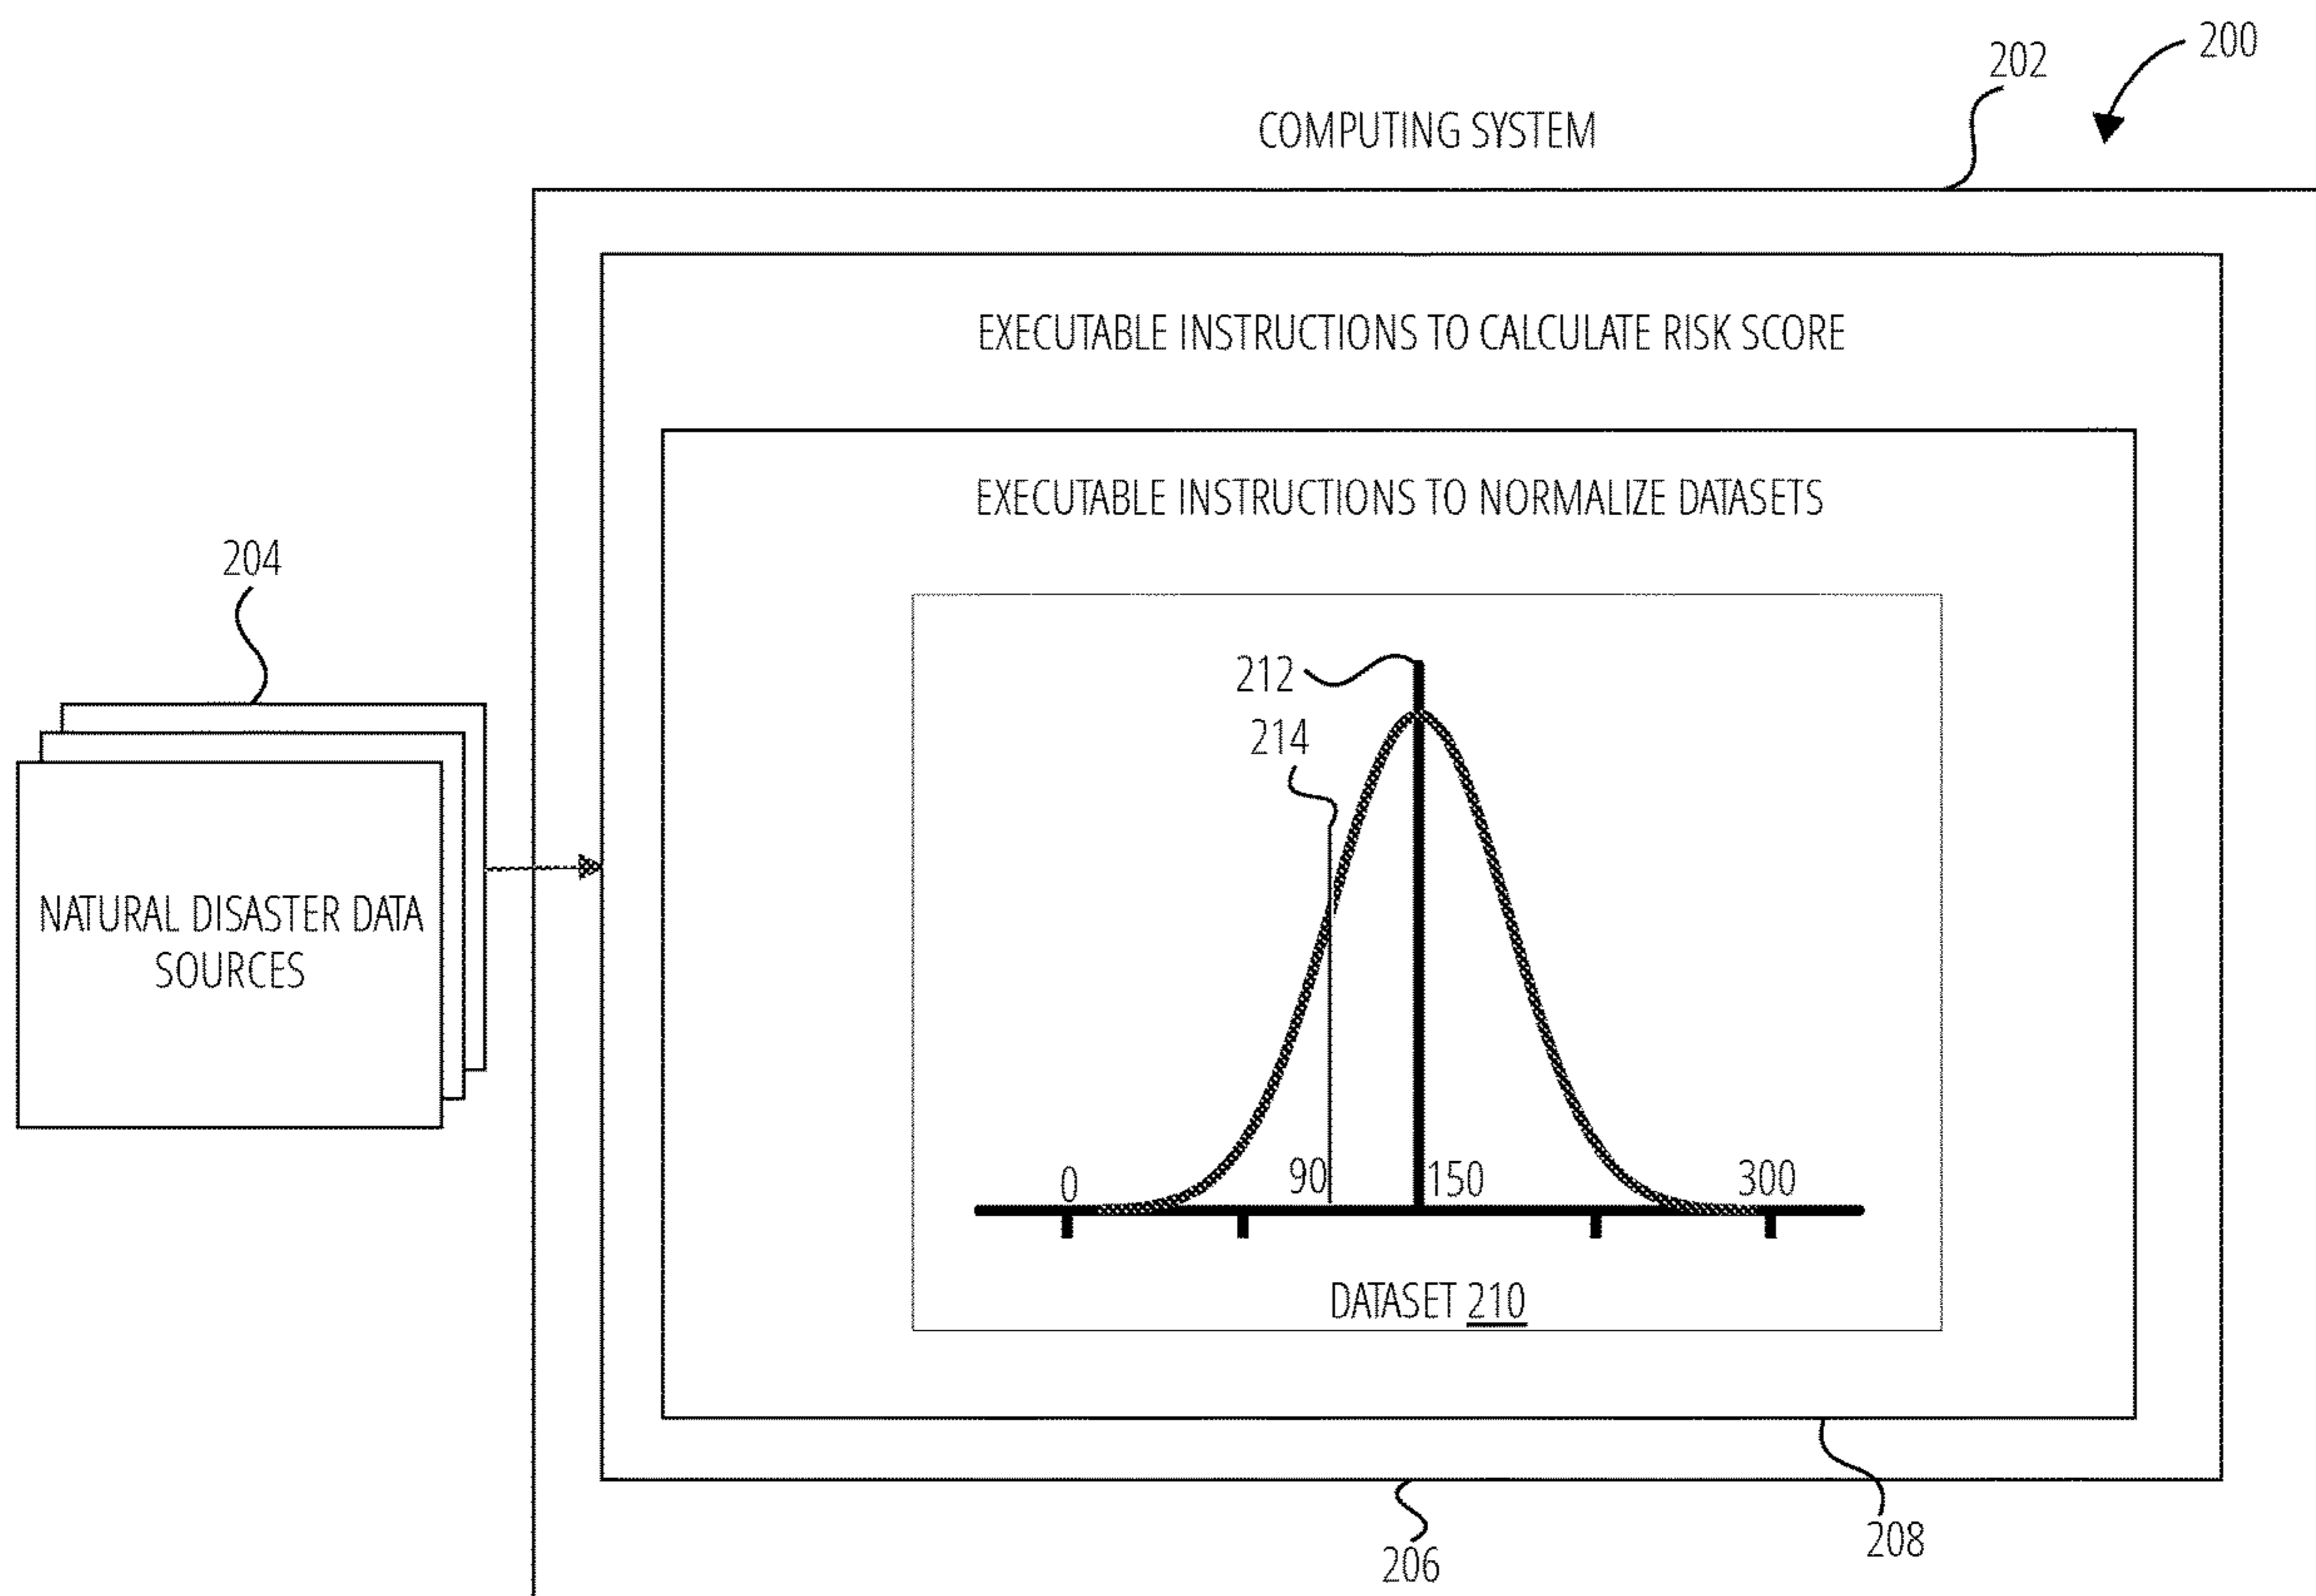 200
202
COMPUTING SYSTEM
EXECUTABLE INSTRUCTIONS TO CALCULATE RISK SCORE
EXECUTABLE INSTRUCTIONS TO NORMALIZE DATASETS
204
NATURAL DISASTER DATA
SOURCES
212
214
0
90
150
300
DATASET 210
208
206